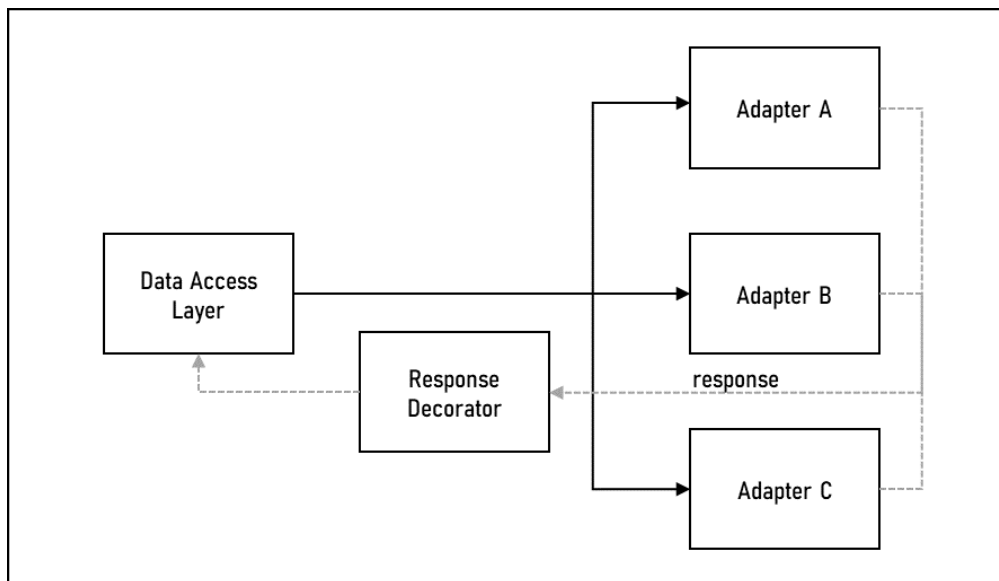 Adapter A
Data Access
Layer
Adapter B
Response
Decorator
response
Adapter C